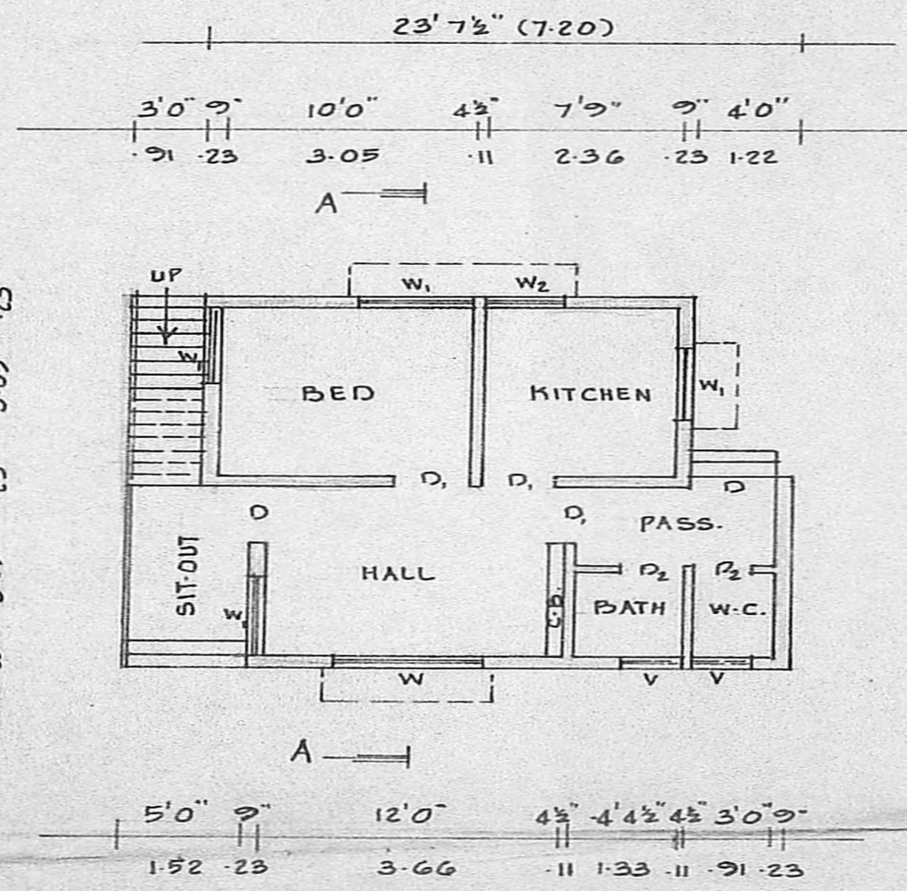 23' 7½" (7.20)
3'0" 9" 10'0" 4½" 7'9" 9" 4'0"
.91 .23 3.05 .11 2.36 .23 1.22
A
UP
W₁ W₂
W₁
BED KITCHEN W₁
D₁ D₁ D
D D₁ PASS.
SIT-OUT
HALL
D₂ D₂
W₁ C.B. BATH W.C.
W V V
A
5'0" 9" 12'0" 4½" 4'4½" 4½" 3'0" 9"
1.52 .23 3.66 .11 1.33 .11 .91 .23